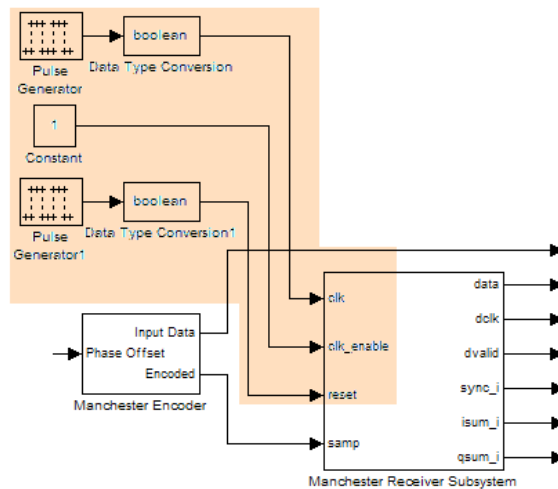 boolean
Pulse
Generator
Data Type Conversion
1
Constant
boolean
Pulse
Generator1
Data Type Conversion1
Input Data
Phase Offset
Encoded
Manchester Encoder
clk
clk_enable
reset
samp
data
dclk
dvalid
sync_i
isum_i
qsum_i
Manchester Receiver Subsystem